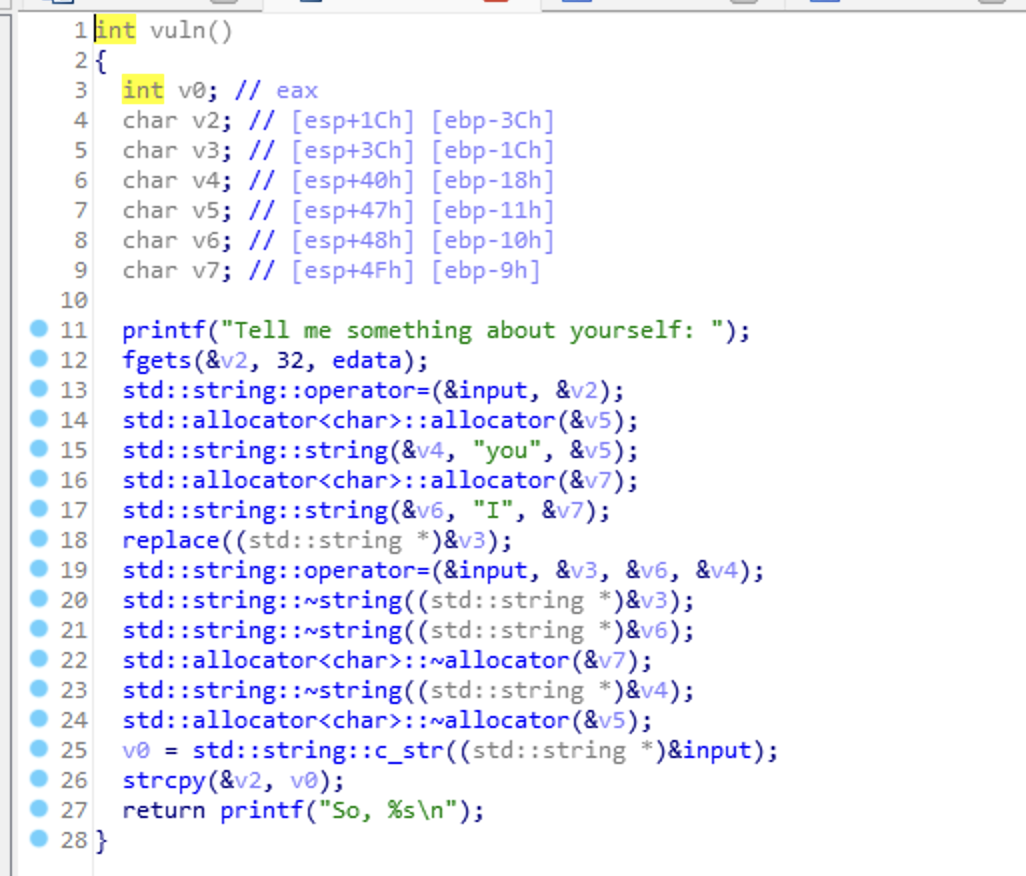 1 int vuln()
2 {
3 int v0; // eax
4 char v2; // [esp+1Ch] [ebp-3Ch]
5 char v3; // [esp+3Ch] [ebp-1Ch]
6 char v4; // [esp+40h] [ebp-18h]
7 char v5; // [esp+47h] [ebp-11h]
8 char v6; // [esp+48h] [ebp-10h]
9 char v7; // [esp+4Fh] [ebp-9h]
10
11 printf("Tell me something about yourself: ");
12 fgets(&v2, 32, edata);
13 std::string::operator=(&input, &v2);
14 std::allocator<char>::allocator(&v5);
15 std::string::string(&v4, "you", &v5);
16 std::allocator<char>::allocator(&v7);
17 std::string::string(&v6, "I", &v7);
18 replace((std::string *)&v3);
19 std::string::operator=(&input, &v3, &v6, &v4);
20 std::string::~string((std::string *)&v3);
21 std::string::~string((std::string *)&v6);
22 std::allocator<char>::~allocator(&v7);
23 std::string::~string((std::string *)&v4);
24 std::allocator<char>::~allocator(&v5);
25 v0 = std::string::c_str((std::string *)&input);
26 strcpy(&v2, v0);
27 return printf("So, %s\n");
28 }